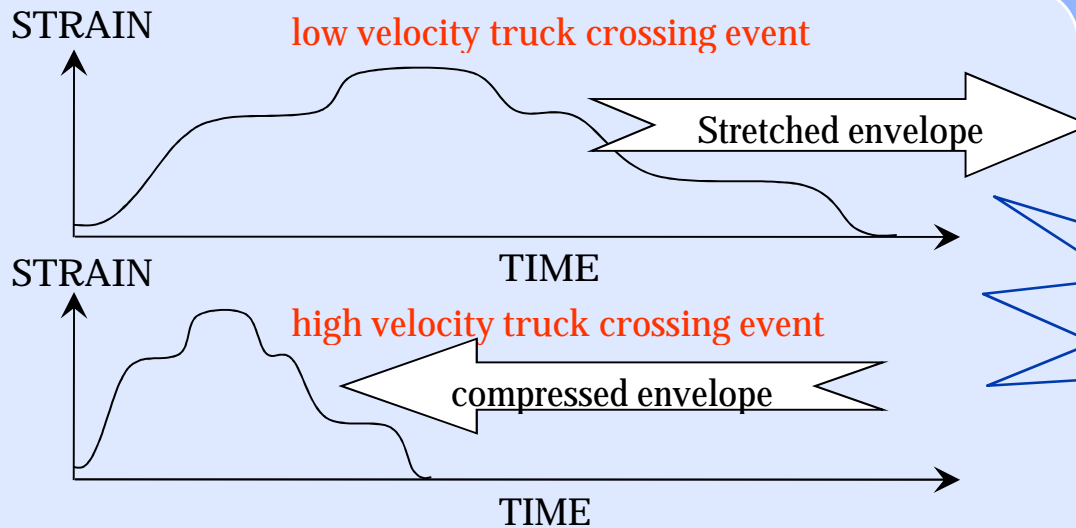 STRAIN
low velocity truck crossing event
Stretched envelope
TIME
STRAIN
high velocity truck crossing event
compressed envelope
TIME